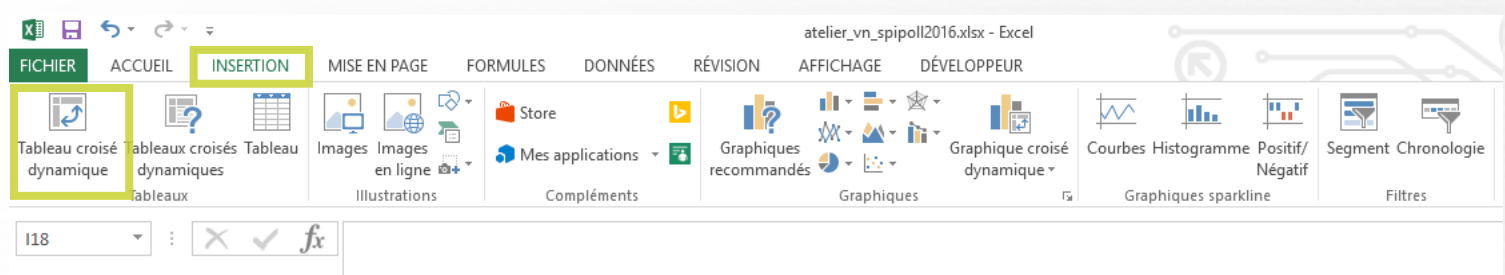 atelier_vn_spipoll2016.xlsx - Excel
FICHIER ACCUEIL INSERTION MISE EN PAGE FORMULES DONNÉES RÉVISION AFFICHAGE DÉVELOPPEUR
Tableau croisé dynamique
Tableaux croisés dynamiques
Tableau
Tableaux
Images
Images en ligne
Illustrations
Store
Mes applications
Compléments
Graphiques recommandés
Graphique croisé dynamique
Graphiques
Courbes
Histogramme
Positif/ Négatif
Graphiques sparkline
Segment
Chronologie
Filtres
I18
fx